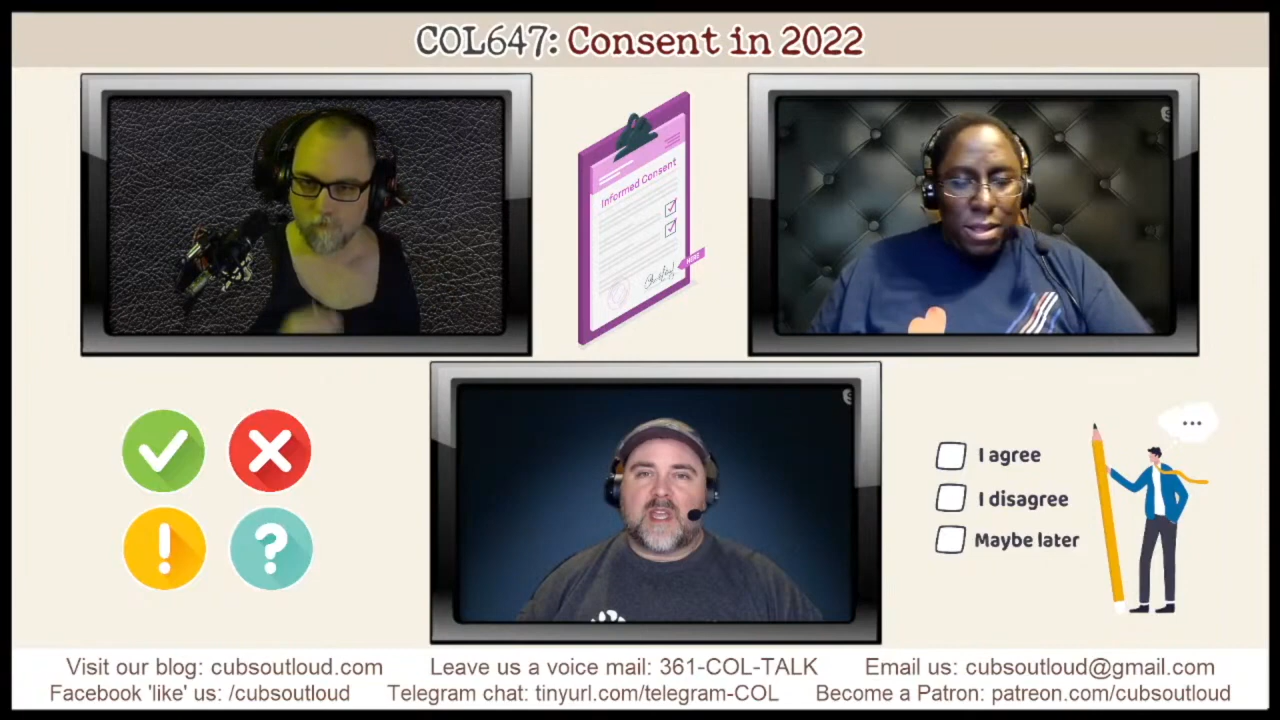 COL647: Consent in 2022
Informed Consent
HERE
I agree
I disagree
Maybe later
Visit our blog: cubsoutloud.com Leave us a voice mail: 361-COL-TALK Email us: cubsoutloud@gmail.com
Facebook 'like' us: /cubsoutloud Telegram chat: tinyurl.com/telegram-COL Become a Patron: patreon.com/cubsoutloud